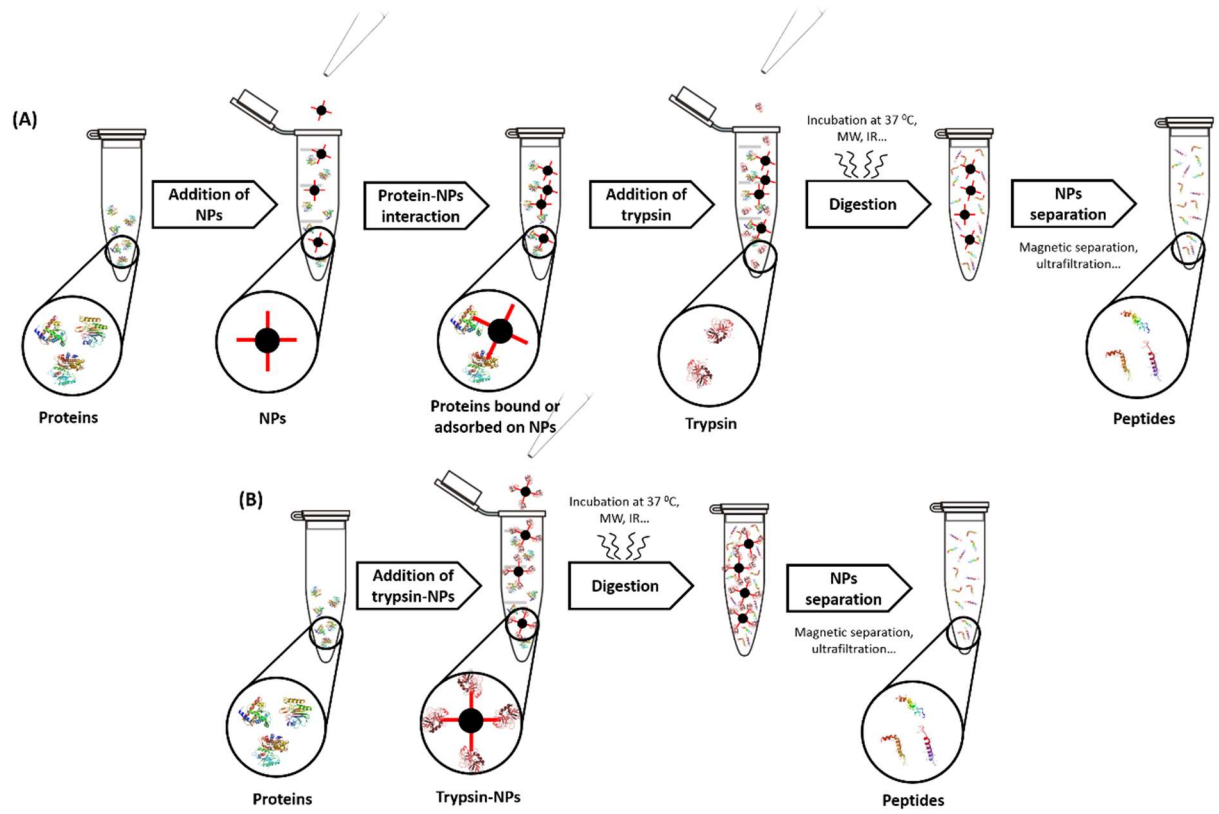 (A)
Addition of
NPs
Protein-NPs
interaction
Addition of
trypsin
Incubation at 37 ⁰C,
MW, IR...
Digestion
NPs
separation
Magnetic separation,
ultrafiltration...
Proteins
NPs
Proteins bound or
adsorbed on NPs
Trypsin
Peptides
(B)
Addition of
trypsin-NPs
Incubation at 37 ⁰C,
MW, IR...
Digestion
NPs
separation
Magnetic separation,
ultrafiltration...
Proteins
Trypsin-NPs
Peptides